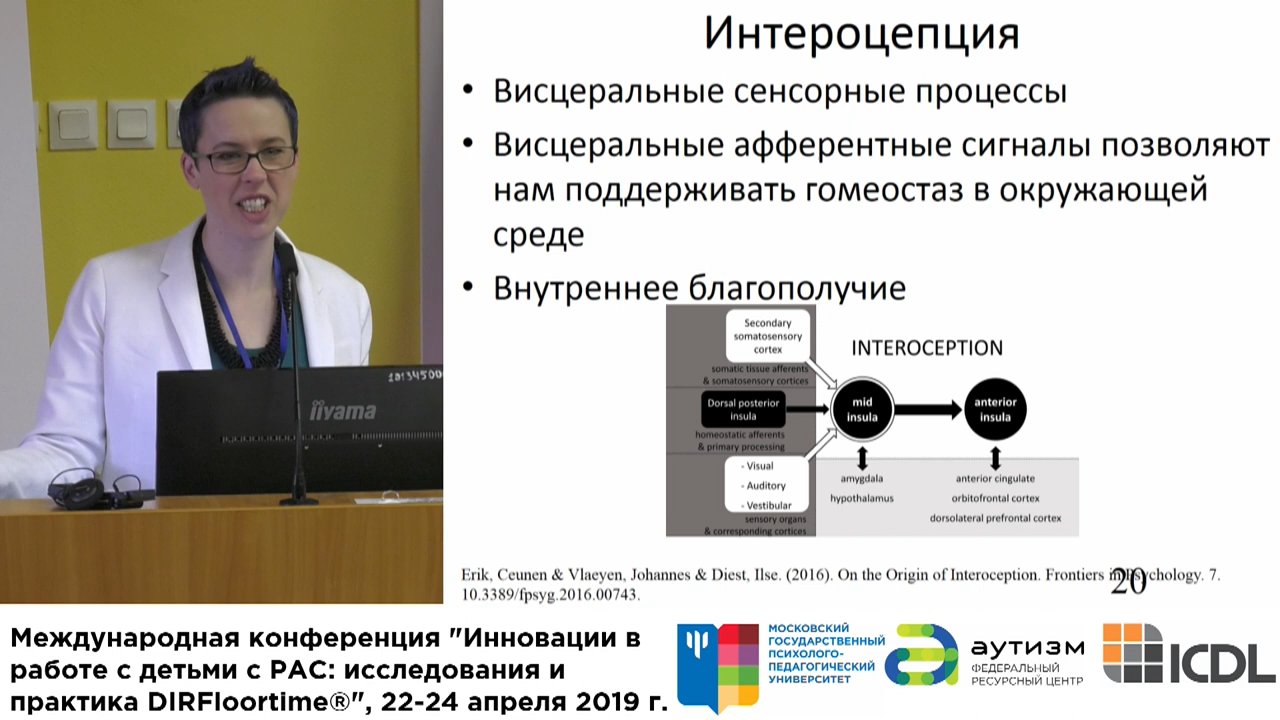 Интероцепция
• Висцеральные сенсорные процессы
• Висцеральные афферентные сигналы позволяют
нам поддерживать гомеостаз в окружающей
среде
• Внутреннее благополучие
Secondary
somatosensory
cortex
INTEROCEPTION
somatic tissue afferents
& somatosensory cortices
Dorsal posterior
insula
mid
insula
anterior
insula
homeostatic afferents
& primary processing
- Visual
- Auditory
- Vestibular
amygdala
hypothalamus
anterior cingulate
orbitofrontal cortex
dorsolateral prefrontal cortex
sensory organs
& corresponding cortices
Erik, Ceunen & Vlaeyen, Johannes & Diest, Ilse. (2016). On the Origin of Interoception. Frontiers in Psychology. 7.
10.3389/fpsyg.2016.00743.
20
iiyama
Международная конференция "Инновации в
работе с детьми с РАС: исследования и
практика DIRFloortime®", 22-24 апреля 2019 г.
МОСКОВСКИЙ
ГОСУДАРСТВЕННЫЙ
ПСИХОЛОГО-
ПЕДАГОГИЧЕСКИЙ
УНИВЕРСИТЕТ
аутизм
ФЕДЕРАЛЬНЫЙ
РЕСУРСНЫЙ ЦЕНТР
ICDL